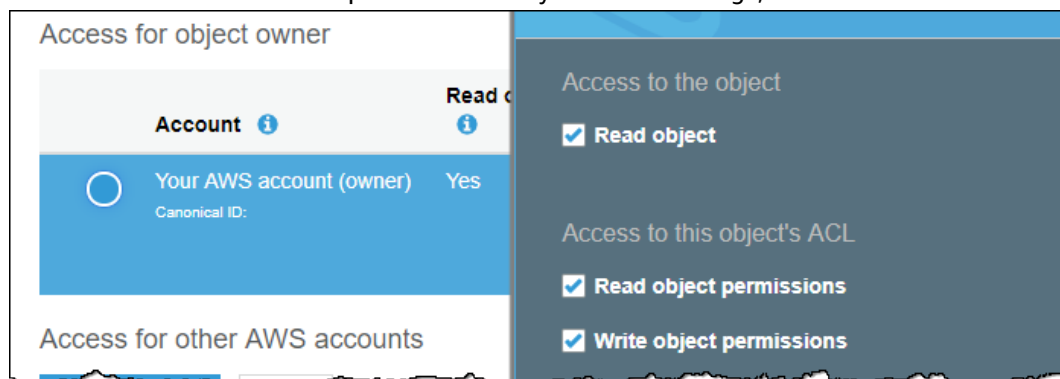 Access for object owner
Read
Account
Your AWS account (owner) Yes
Canonical ID:
Access for other AWS accounts
Access to the object
Read object
Access to this object's ACL
Read object permissions
Write object permissions